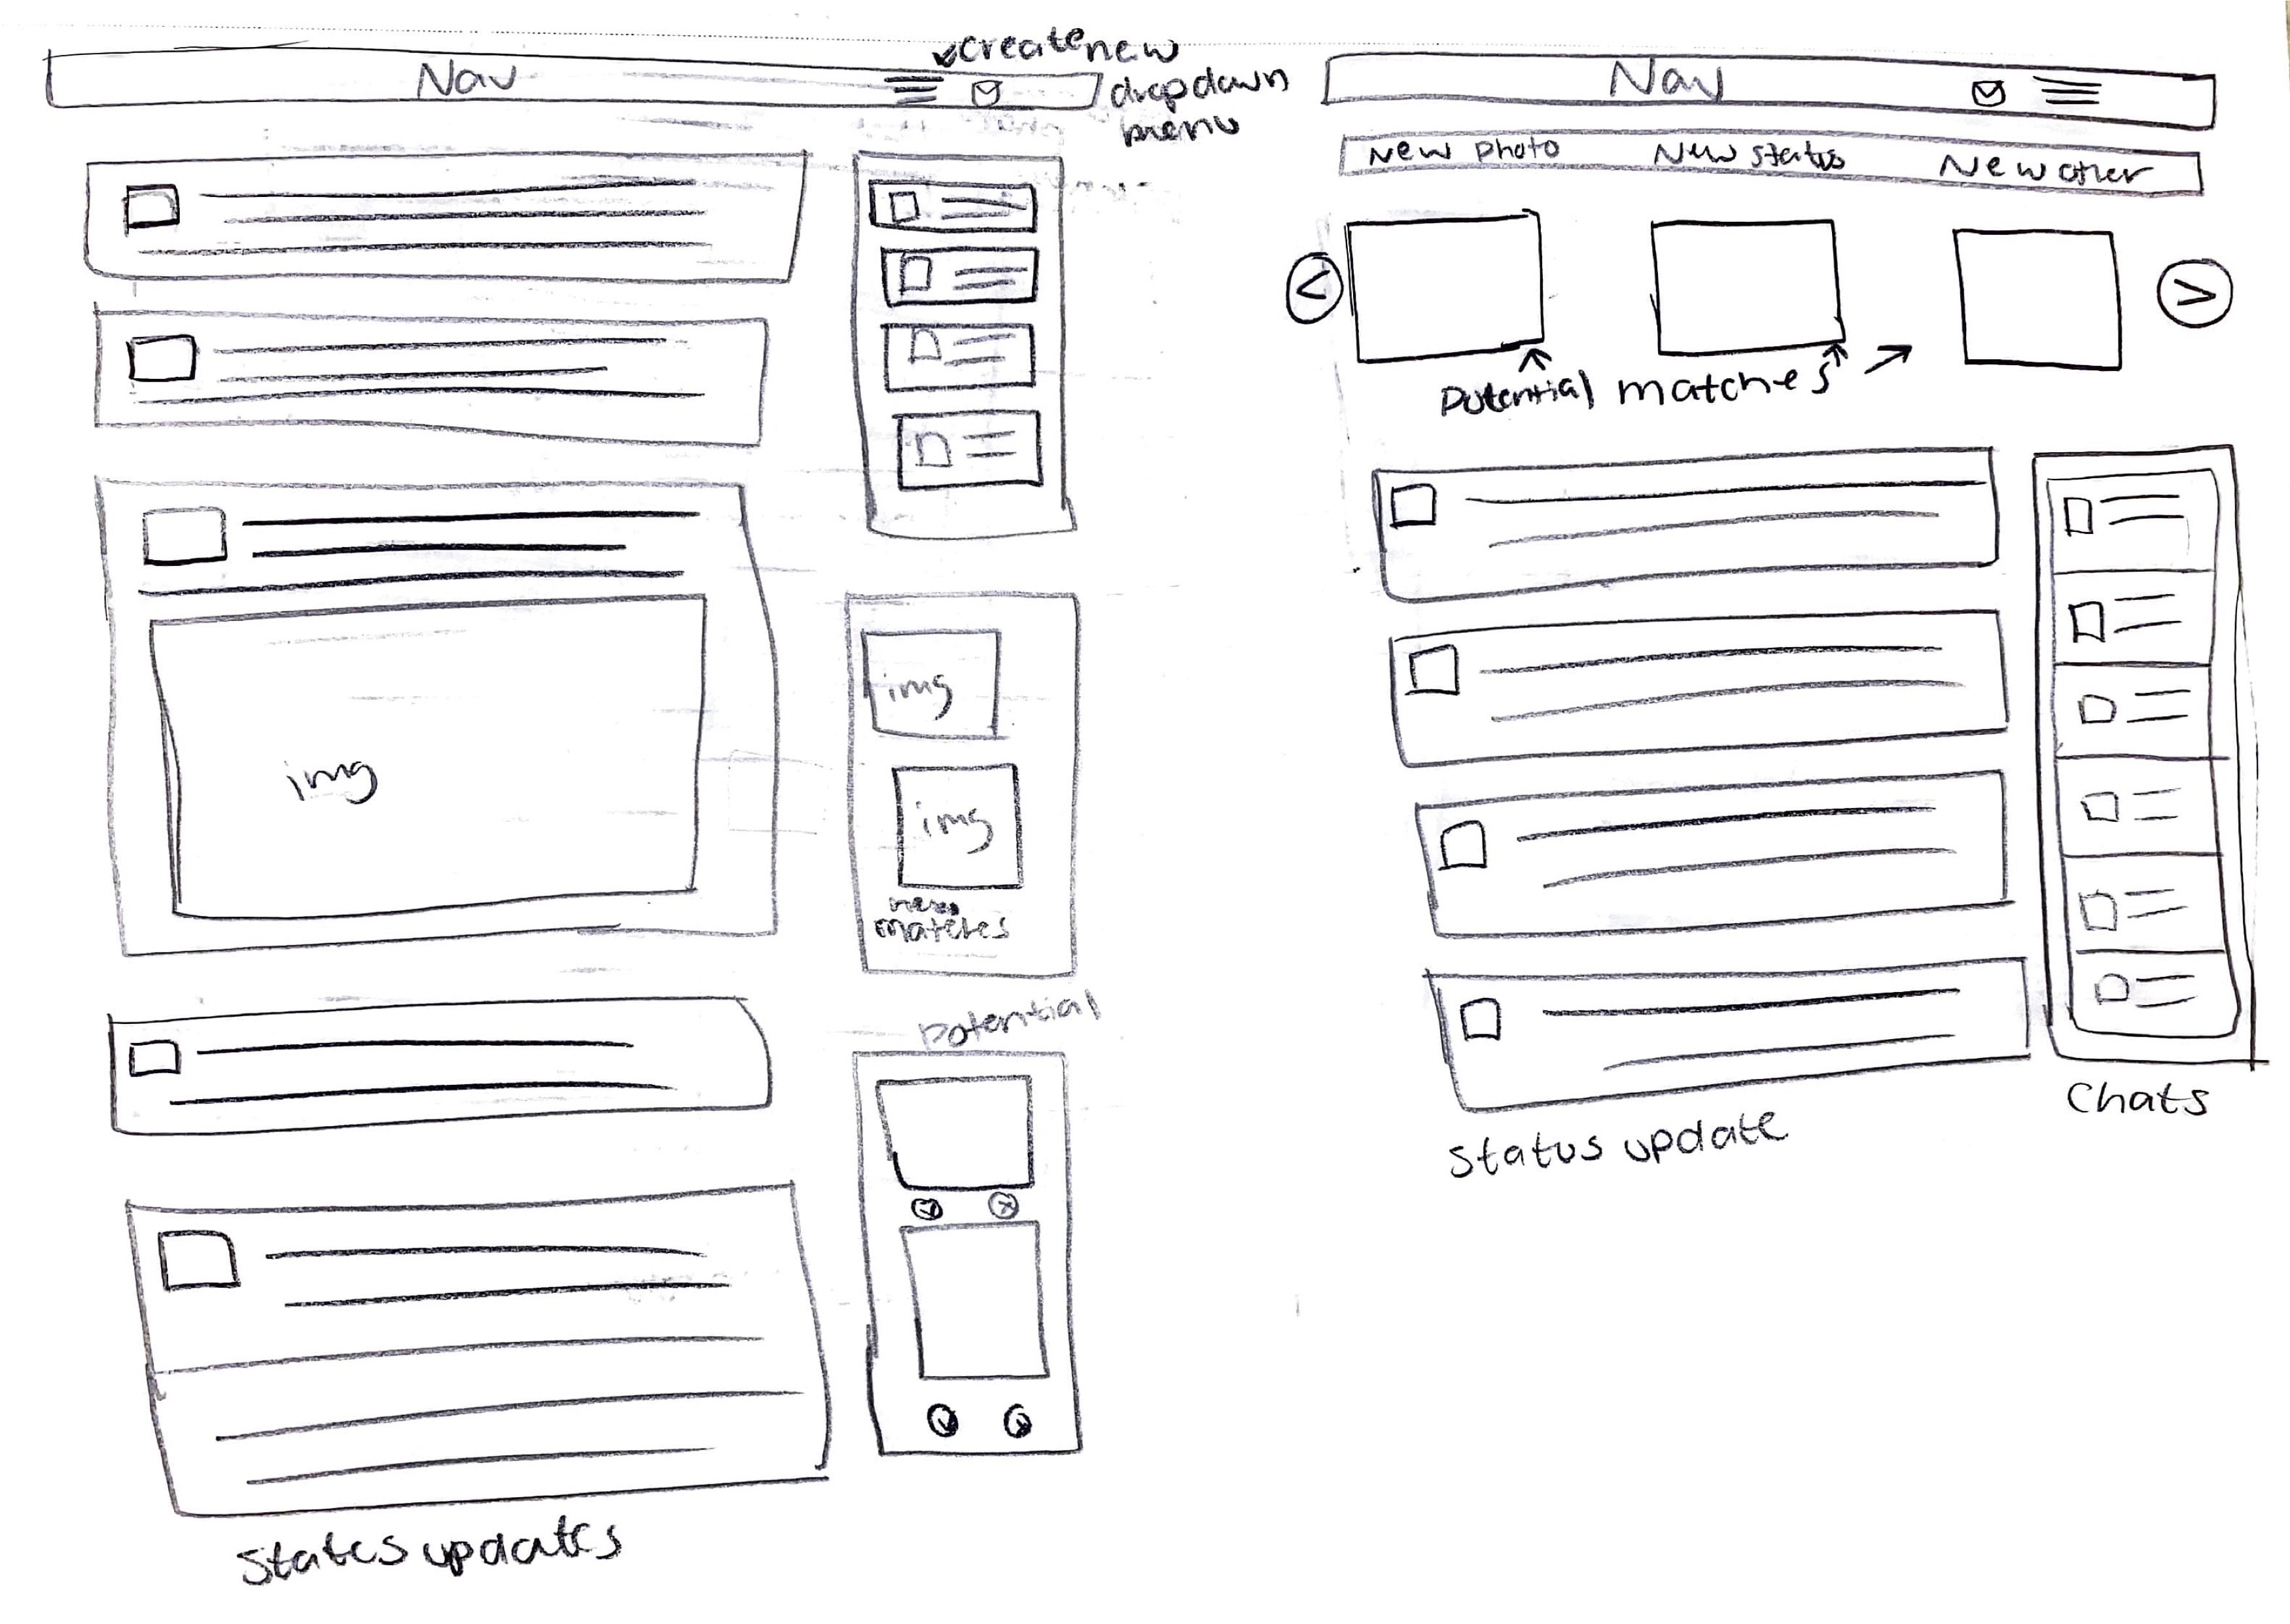 Nav
create new
dropdown
menu
img
img
img
new
matches
Potential
Status updates
Nav
New photo New status New other
< >
Potential matches
Status update
Chats